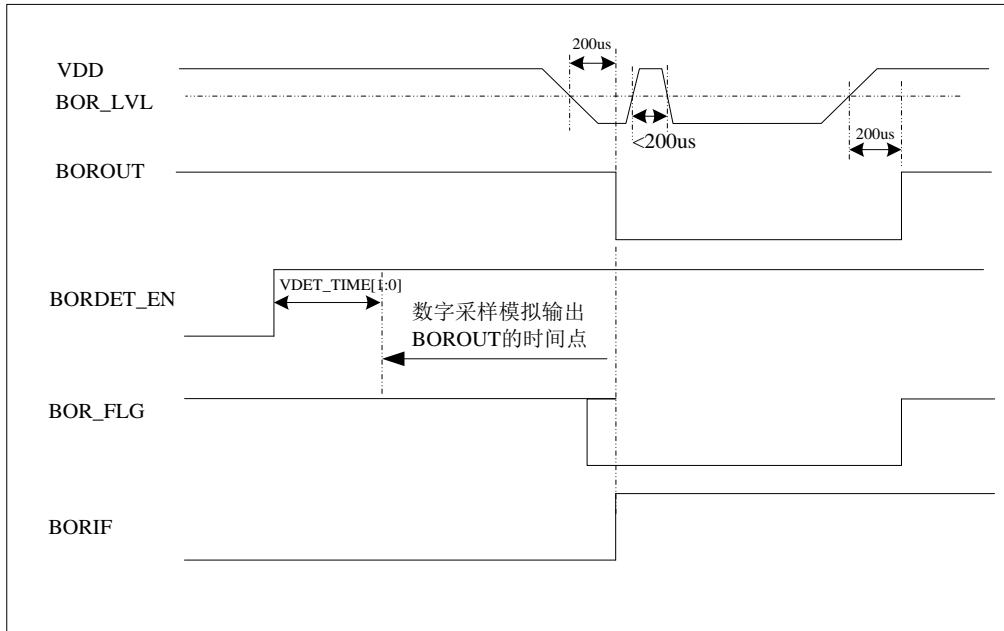 200us
VDD
BOR_LVL
<200us
200us
BOROUT
VDET_TIME[1:0]
BORDET_EN
数字采样模拟输出
BOROUT的时间点
BOR_FLG
BORIF